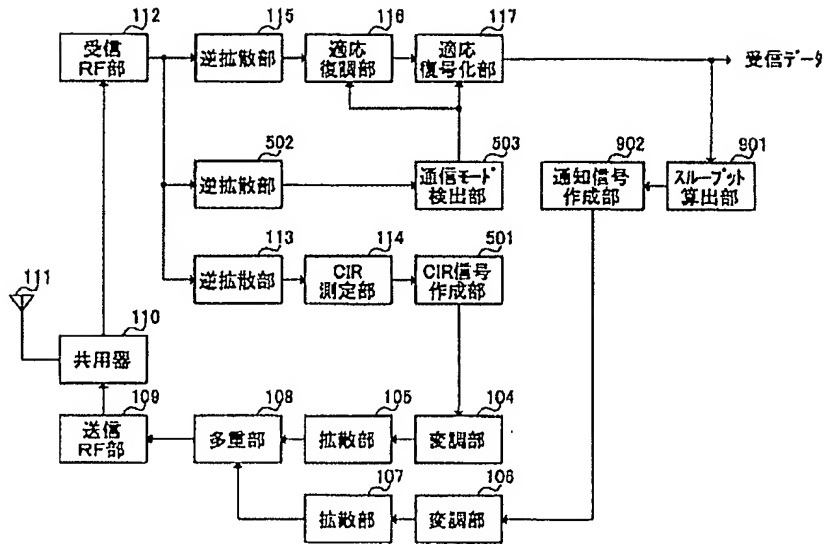 112
受信
RF部
115
逆拡散部
116
適応
復調部
117
適応
復号化部
受信データ
502
逆拡散部
503
通信モード
検出部
902
通知信号
作成部
901
スループット
算出部
113
逆拡散部
114
CIR
測定部
501
CIR信号
作成部
111
110
共用器
109
送信
RF部
108
多重部
105
拡散部
104
変調部
107
拡散部
106
変調部